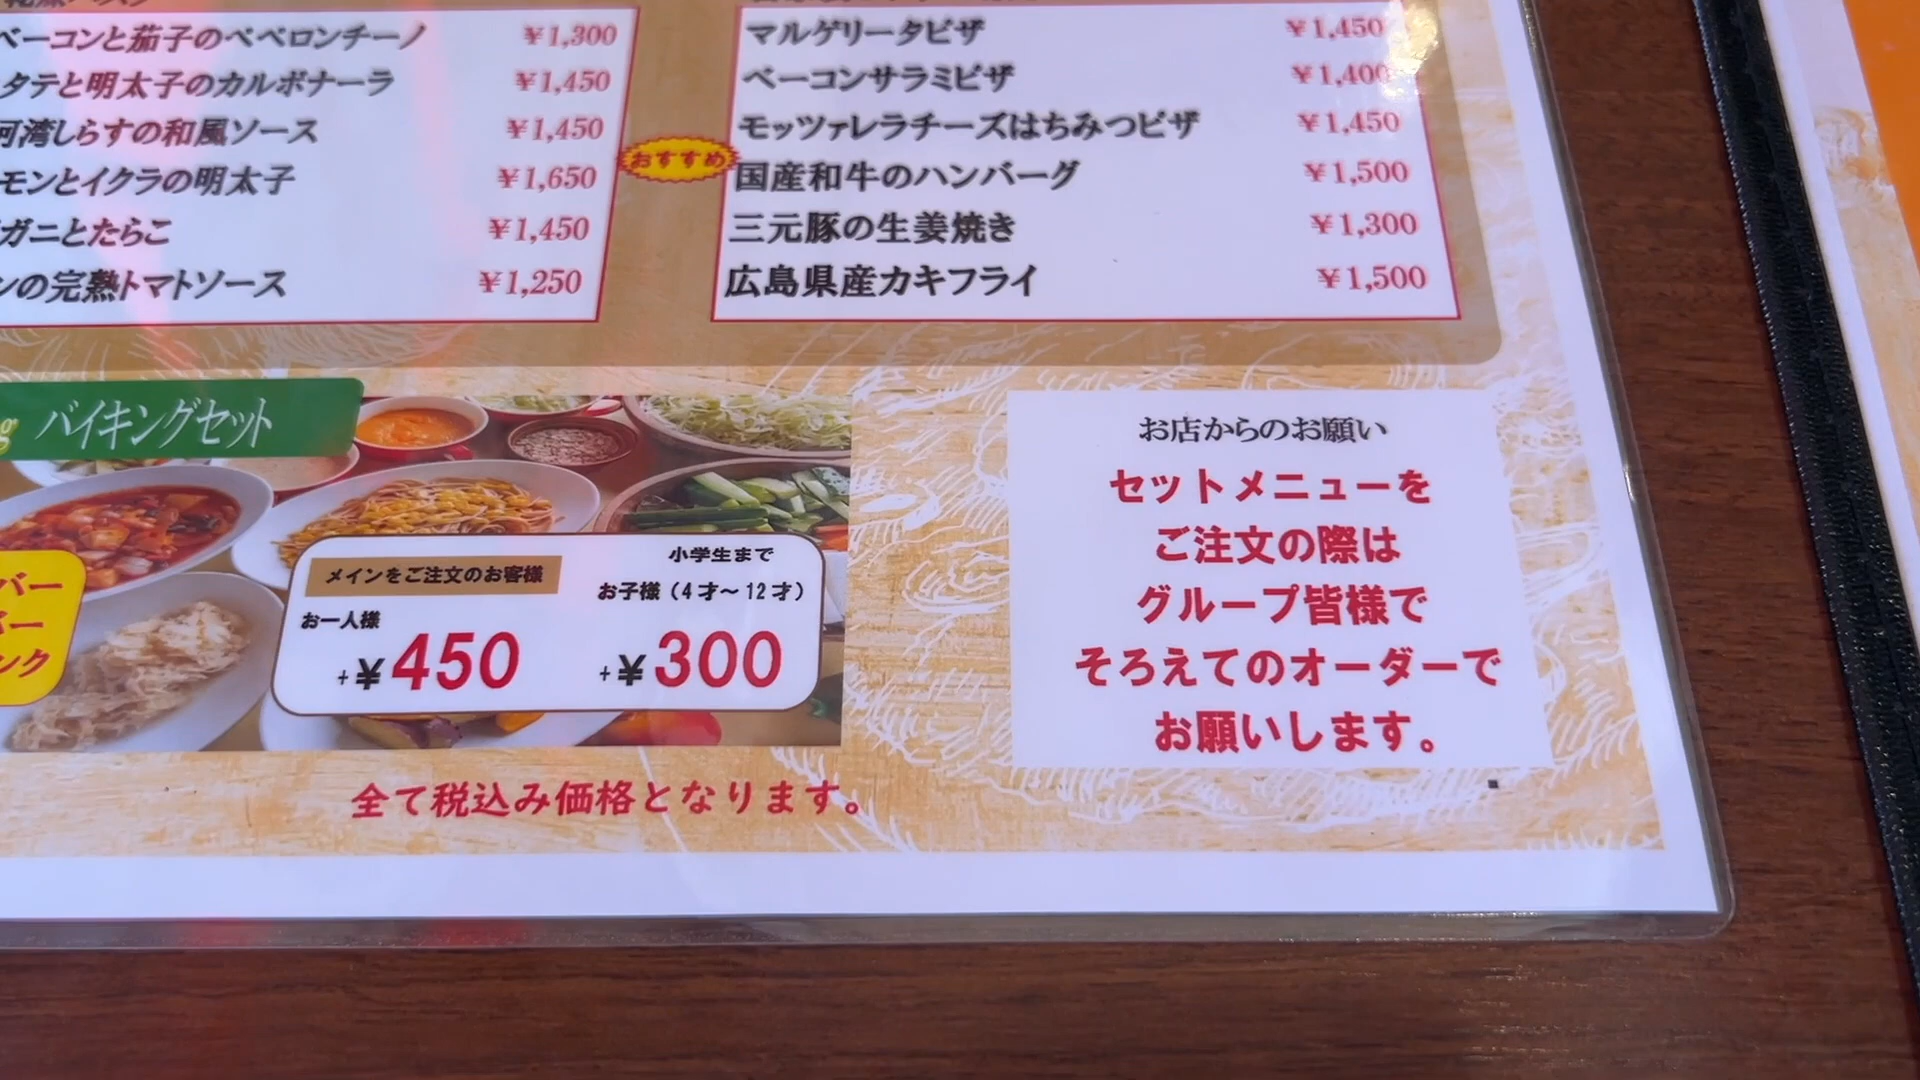 ベーコンと茄子のペペロンチーノ ¥1,300
タテと明太子のカルボナーラ ¥1,450
河湾しらすの和風ソース ¥1,450
モンとイクラの明太子 ¥1,650
ガニとたらこ ¥1,450
ンの完熟トマトソース ¥1,250
マルゲリータピザ ¥1,450
ベーコンサラミピザ ¥1,400
モッツァレラチーズはちみつピザ ¥1,450
おすすめ
国産和牛のハンバーグ ¥1,500
三元豚の生姜焼き ¥1,300
広島県産カキフライ ¥1,500
g バイキングセット
バー
バー
ンク
メインをご注文のお客様
お一人様
+¥450
小学生まで
お子様(4才～12才)
+¥300
全て税込み価格となります。
お店からのお願い
セットメニューを
ご注文の際は
グループ皆様で
そろえてのオーダーで
お願いします。